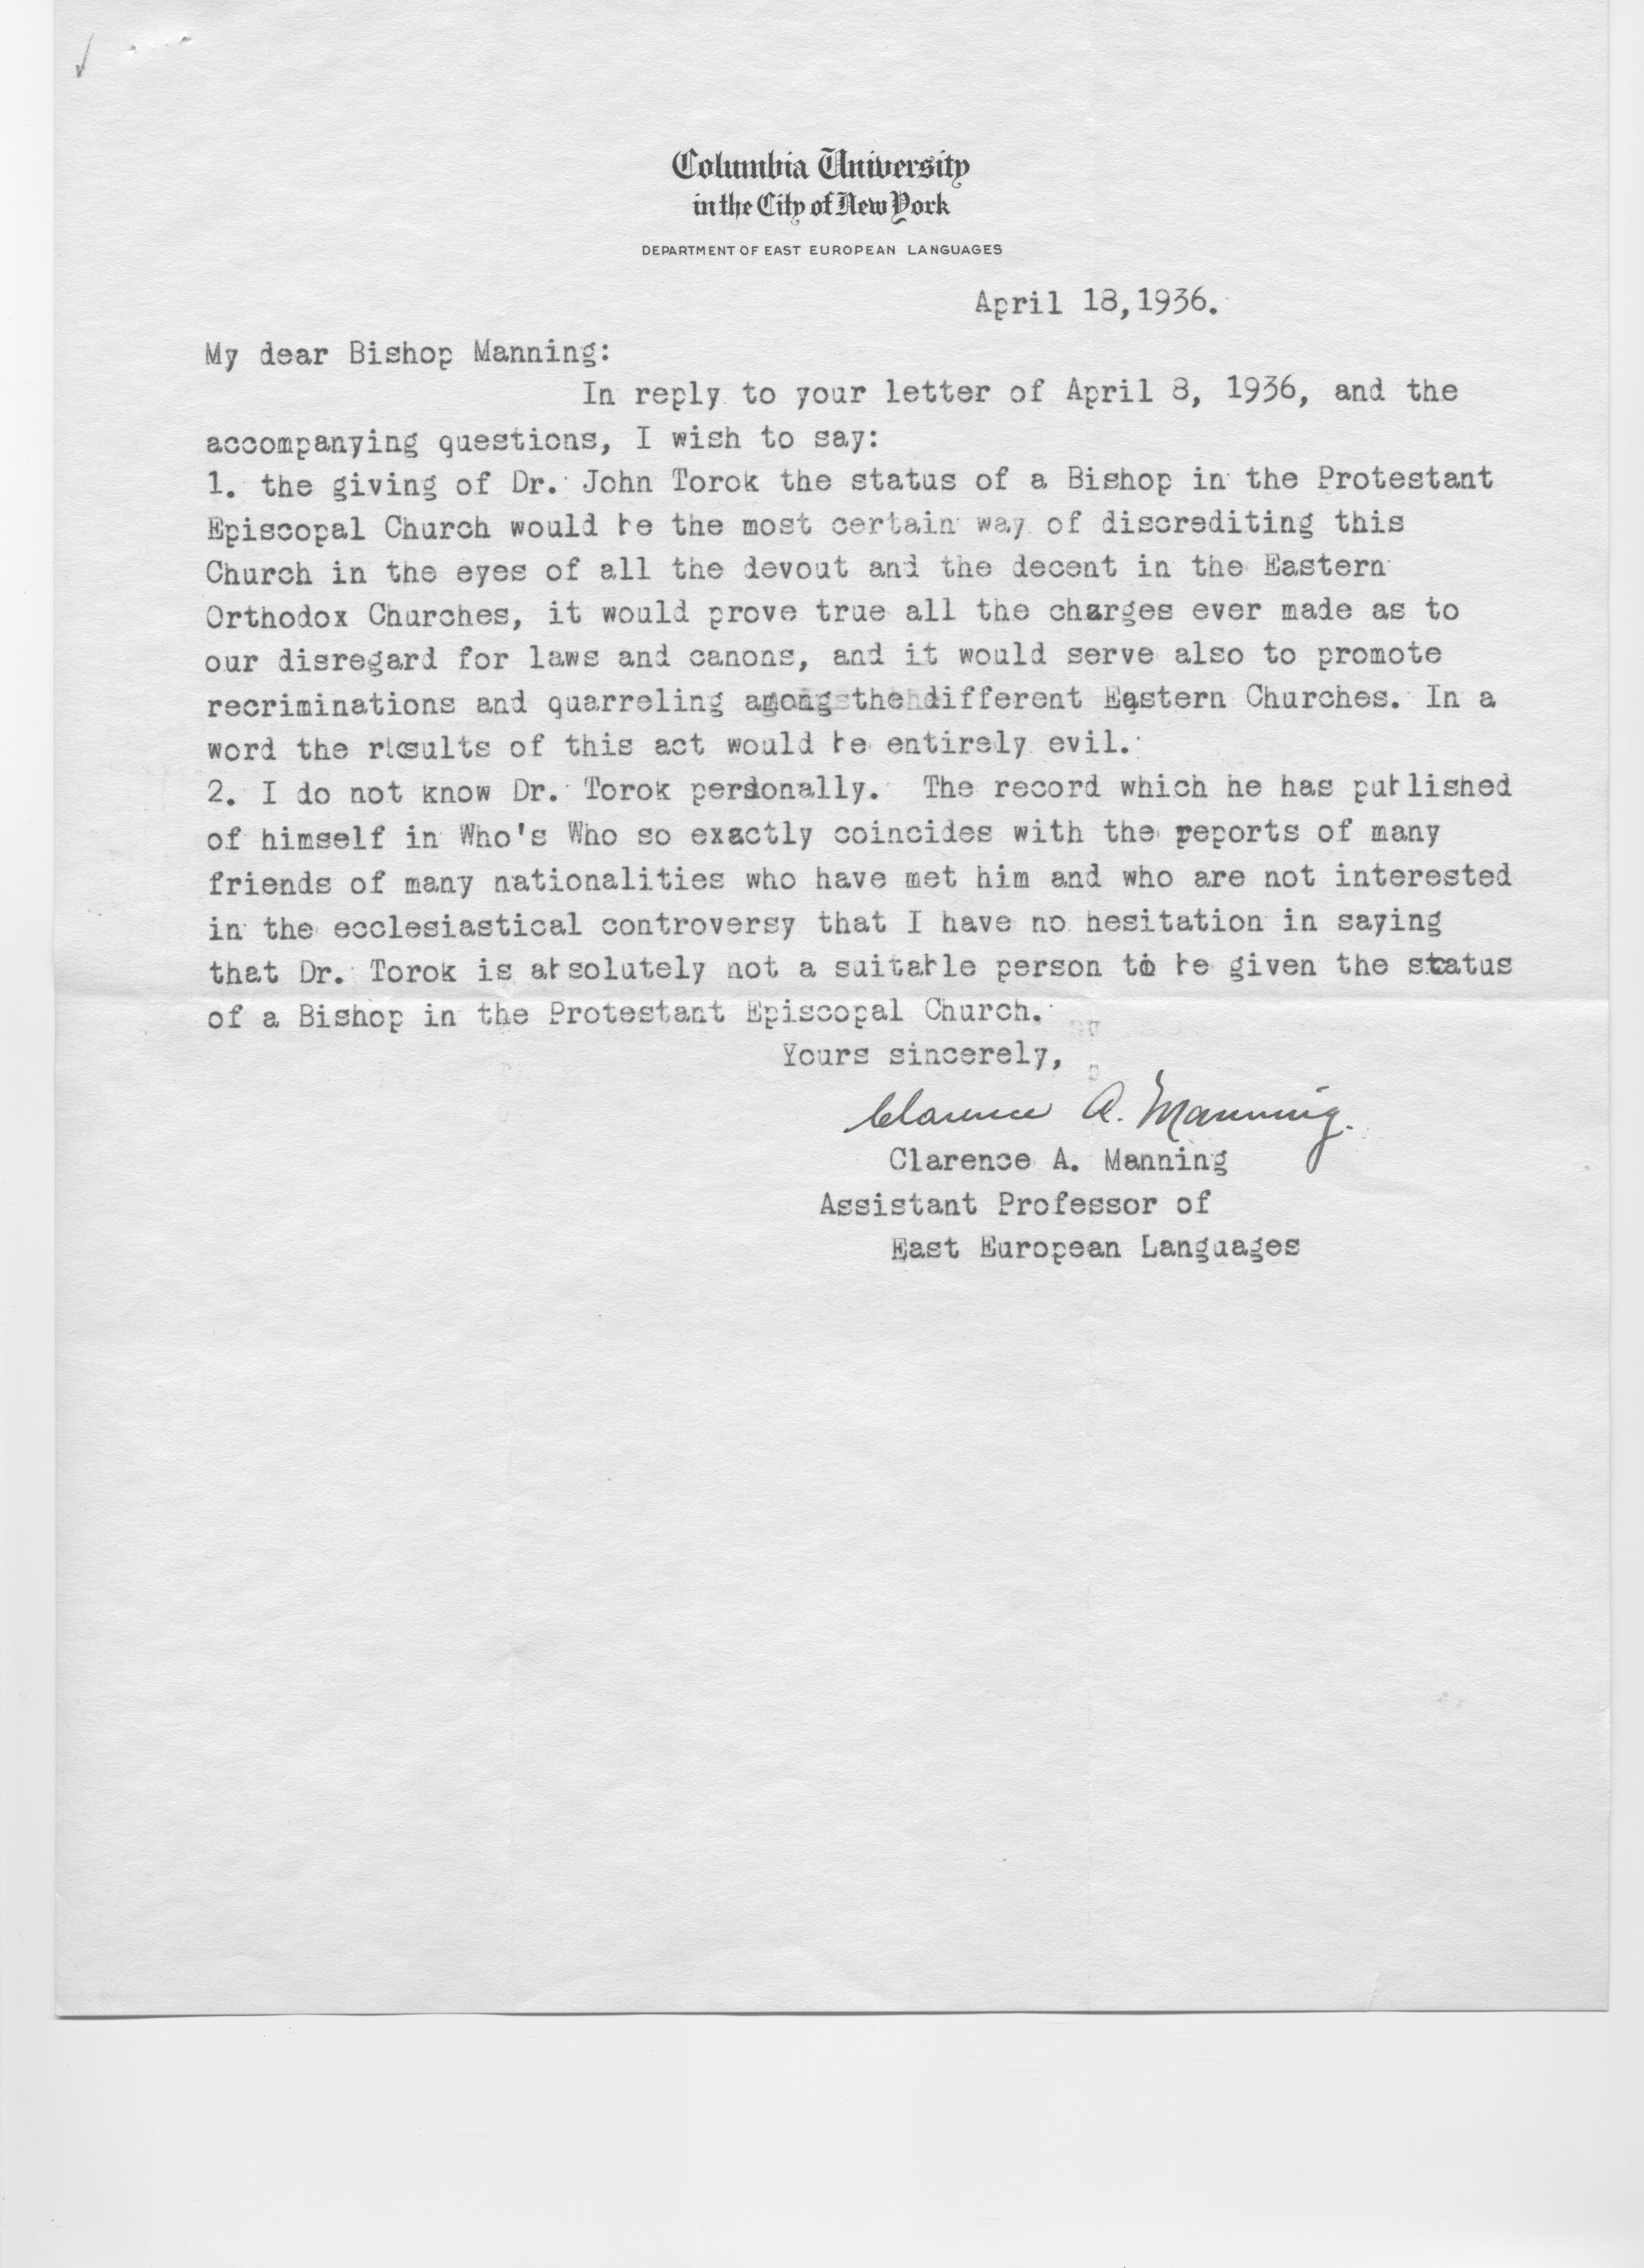 Columbia University
in the City of New York
DEPARTMENT OF EAST EUROPEAN LANGUAGES
April 18,1936.
My dear Bishop Manning:
In reply to your letter of April 8, 1936, and the
accompanying questions, I wish to say:
1. the giving of Dr. John Torok the status of a Bishop in the Protestant
Episcopal Church would be the most certain way of discrediting this
Church in the eyes of all the devout and the decent in the Eastern
Orthodox Churches, it would prove true all the charges ever made as to
our disregard for laws and canons, and it would serve also to promote
recriminations and quarreling among the different Eastern Churches. In a
word the results of this act would be entirely evil.
2. I do not know Dr. Torok personally. The record which he has published
of himself in Who's Who so exactly coincides with the reports of many
friends of many nationalities who have met him and who are not interested
in the ecclesiastical controversy that I have no hesitation in saying
that Dr. Torok is absolutely not a suitable person to be given the status
of a Bishop in the Protestant Episcopal Church.
Yours sincerely,
Clarence A. Manning.
Clarence A. Manning
Assistant Professor of
East European Languages